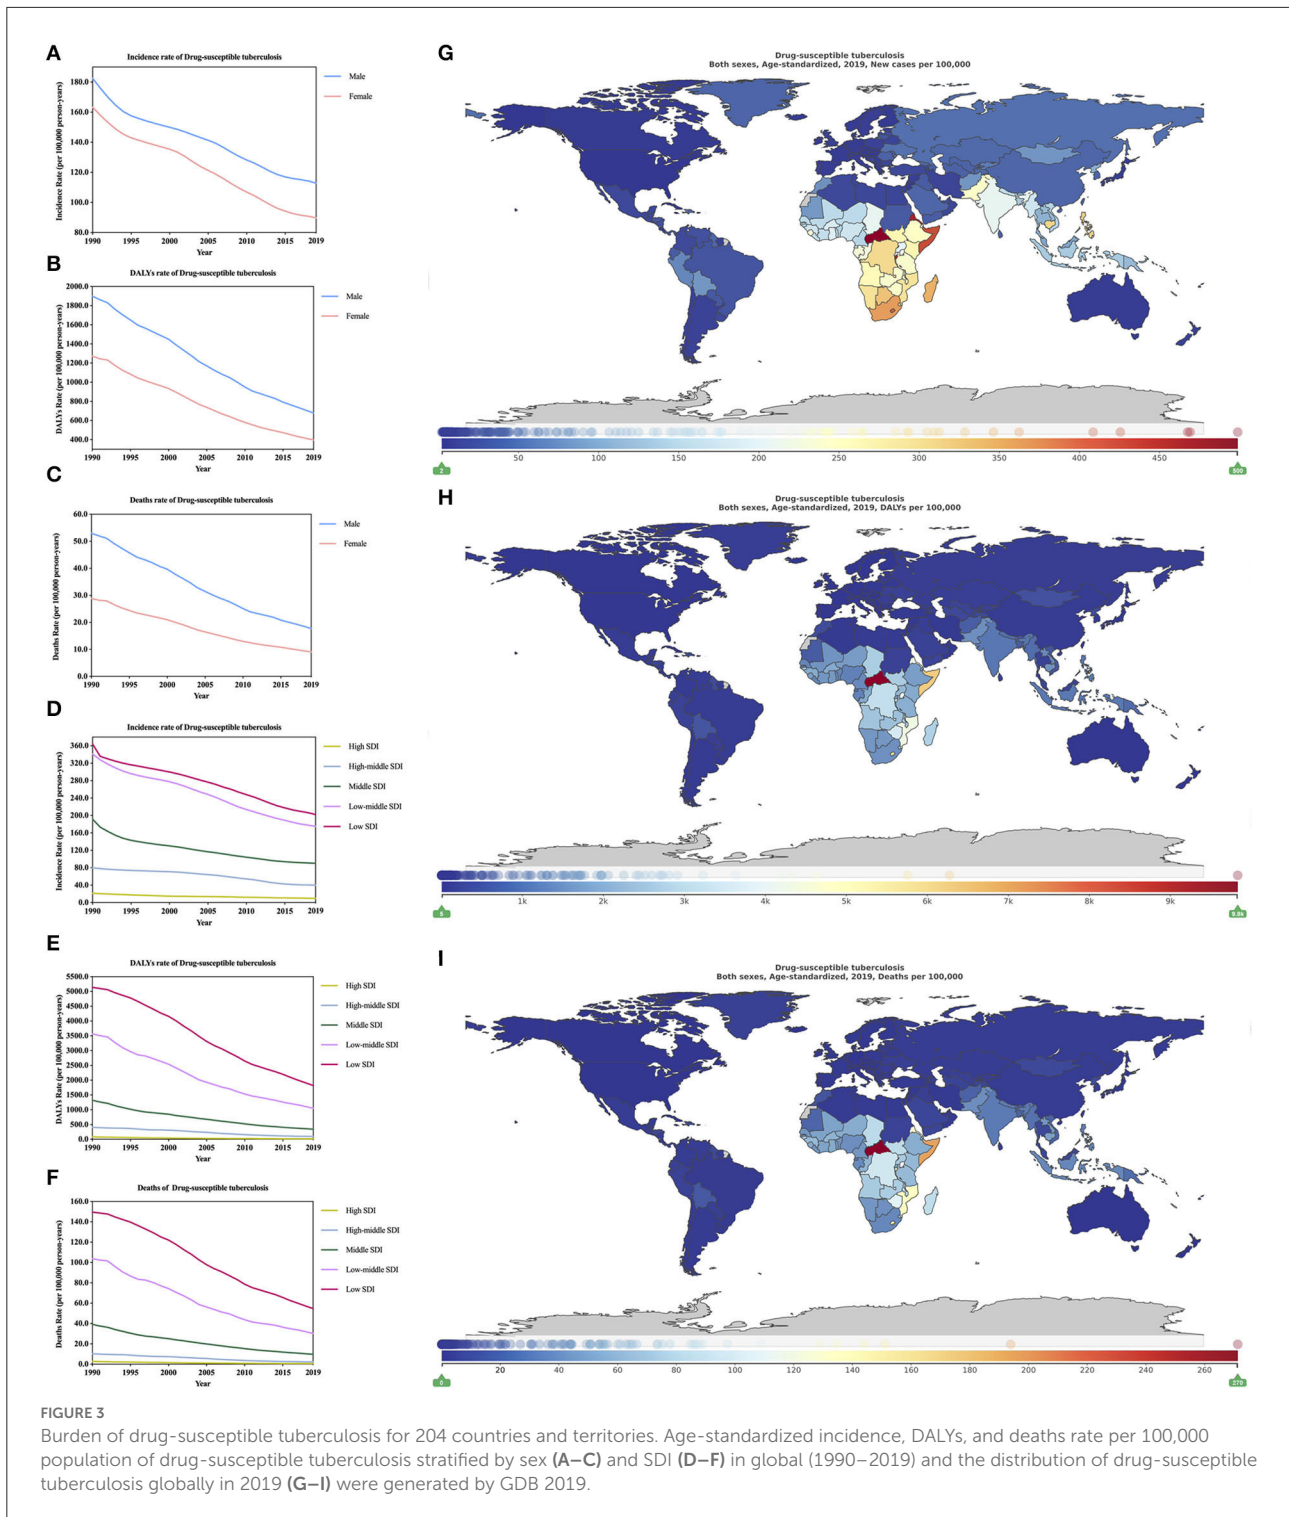 A
Incidence rate of Drug-susceptible tuberculosis
Male
Female
Incidence Rate (per 100,000 person-years)
180.0
160.0
140.0
120.0
100.0
80.0
1990 1995 2000 2005 2010 2015 2019
Year
B
DALYs rate of Drug-susceptible tuberculosis
Male
Female
DALYs Rate (per 100,000 person-years)
2000.0
1800.0
1600.0
1400.0
1200.0
1000.0
800.0
600.0
400.0
1990 1995 2000 2005 2010 2015 2019
Year
C
Deaths rate of Drug-susceptible tuberculosis
Male
Female
Deaths Rate (per 100,000 person-years)
60.0
50.0
40.0
30.0
20.0
10.0
0.0
1990 1995 2000 2005 2010 2015 2019
Year
D
Incidence rate of Drug-susceptible tuberculosis
High SDI
High-middle SDI
Middle SDI
Low-middle SDI
Low SDI
Incidence Rate (per 100,000 person-years)
360.0
320.0
280.0
240.0
200.0
160.0
120.0
80.0
40.0
0.0
1990 1995 2000 2005 2010 2015 2019
Year
E
DALYs rate of Drug-susceptible tuberculosis
High SDI
High-middle SDI
Middle SDI
Low-middle SDI
Low SDI
DALYs Rate (per 100,000 person-years)
5500.0
5000.0
4500.0
4000.0
3500.0
3000.0
2500.0
2000.0
1500.0
1000.0
500.0
0.0
1990 1995 2000 2005 2010 2015 2019
Year
F
Deaths of Drug-susceptible tuberculosis
High SDI
High-middle SDI
Middle SDI
Low-middle SDI
Low SDI
Deaths Rate (per 100,000 person-years)
160.0
140.0
120.0
100.0
80.0
60.0
40.0
20.0
0.0
1990 1995 2000 2005 2010 2015 2019
Year
G
Drug-susceptible tuberculosis
Both sexes, Age-standardized, 2019, New cases per 100,000
50 100 150 200 250 300 350 400 450
2 500
H
Drug-susceptible tuberculosis
Both sexes, Age-standardized, 2019, DALYs per 100,000
1k 2k 3k 4k 5k 6k 7k 8k 9k
9.8k
I
Drug-susceptible tuberculosis
Both sexes, Age-standardized, 2019, Deaths per 100,000
20 40 60 80 100 120 140 160 180 200 220 240 260
0 270
FIGURE 3
Burden of drug-susceptible tuberculosis for 204 countries and territories. Age-standardized incidence, DALYs, and deaths rate per 100,000
population of drug-susceptible tuberculosis stratified by sex (A–C) and SDI (D–F) in global (1990–2019) and the distribution of drug-susceptible
tuberculosis globally in 2019 (G–I) were generated by GDB 2019.